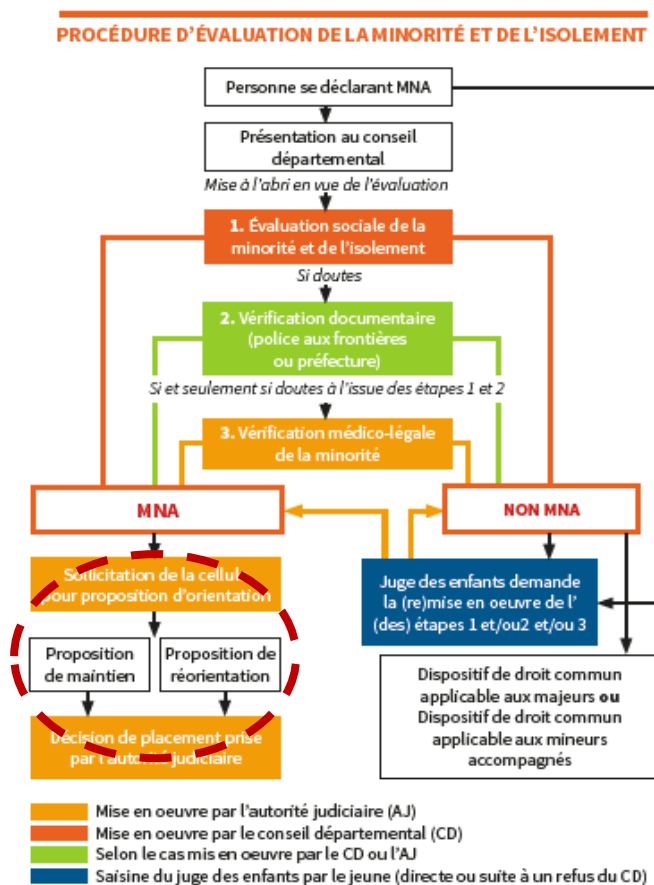 PROCÉDURE D'ÉVALUATION DE LA MINORITÉ ET DE L'ISOLEMENT
Personne se déclarant MNA
Présentation au conseil
départemental
Mise à l'abri en vue de l'évaluation
1. Évaluation sociale de la
minorité et de l'isolement
Si doutes
2. Vérification documentaire
(police aux frontières
ou préfecture)
Si et seulement si doutes à l'issue des étapes 1 et 2
3. Vérification médico-légale
de la minorité
MNA
NON MNA
Sollicitation de la cellule
pour proposition d'orientation
Proposition
de maintien
Proposition de
réorientation
Décision de placement prise
par l'autorité judiciaire
Juge des enfants demande
la (re)mise en oeuvre de l'
(des) étapes 1 et/ou2 et/ou 3
Dispositif de droit commun
applicable aux majeurs ou
Dispositif de droit commun
applicable aux mineurs
accompagnés
Mise en oeuvre par l'autorité judiciaire (AJ)
Mise en oeuvre par le conseil départemental (CD)
Selon le cas mis en oeuvre par le CD ou l'AJ
Saisine du juge des enfants par le jeune (directe ou suite à un refus du CD)